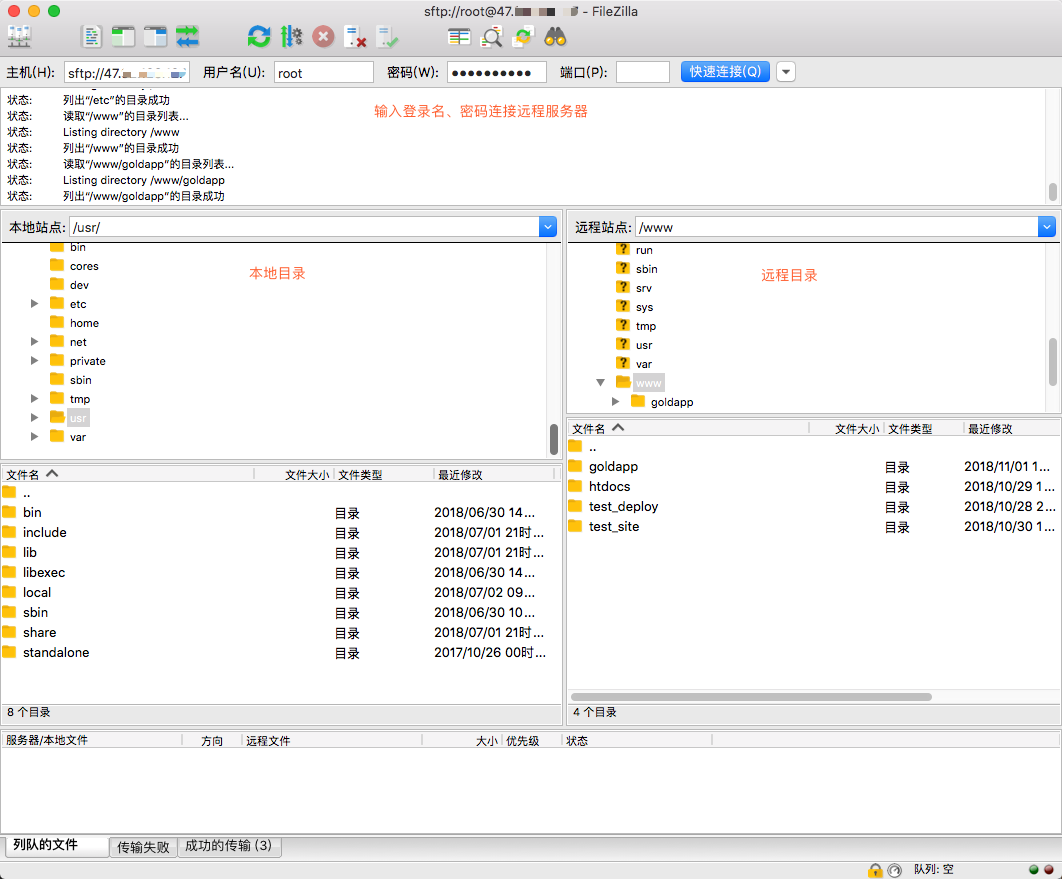 sftp://root@47. - FileZilla
主机(H): sftp://47. 用户名(U): root 密码(W): ●●●●●●●●●● 端口(P): 快速连接(Q)
状态: 列出“/etc”的目录成功
状态: 读取“/www”的目录列表...
状态: Listing directory /www
状态: 列出“/www”的目录成功
状态: 读取“/www/goldapp”的目录列表...
状态: Listing directory /www/goldapp
状态: 列出“/www/goldapp”的目录成功
输入登录名、密码连接远程服务器
本地站点: /usr/
bin
cores
dev
etc
home
net
private
sbin
tmp
usr
var
本地目录
文件名 文件大小 文件类型 最近修改
..
bin 目录 2018/06/30 14...
include 目录 2018/07/01 21时...
lib 目录 2018/07/01 21时...
libexec 目录 2018/06/30 14...
local 目录 2018/07/02 09...
sbin 目录 2018/06/30 10...
share 目录 2018/07/01 21时...
standalone 目录 2017/10/26 00时...
8 个目录
远程站点: /www
run
sbin
srv
sys
tmp
usr
var
www
goldapp
远程目录
文件名 文件大小 文件类型 最近修改
..
goldapp 目录 2018/11/01 1...
htdocs 目录 2018/10/29 1...
test_deploy 目录 2018/10/28 2...
test_site 目录 2018/10/30 1...
4 个目录
服务器/本地文件 方向 远程文件 大小 优先级 状态
列队的文件 传输失败 成功的传输 (3)
队列: 空